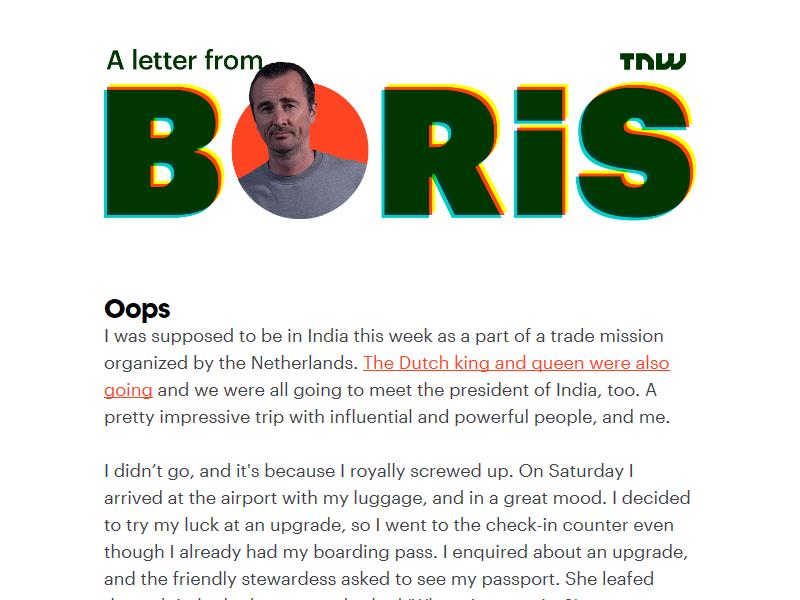 A letter from
TNW
BORiS
Oops
I was supposed to be in India this week as a part of a trade mission
organized by the Netherlands. The Dutch king and queen were also
going and we were all going to meet the president of India, too. A
pretty impressive trip with influential and powerful people, and me.
I didn’t go, and it's because I royally screwed up. On Saturday I
arrived at the airport with my luggage, and in a great mood. I decided
to try my luck at an upgrade, so I went to the check-in counter even
though I already had my boarding pass. I enquired about an upgrade,
and the friendly stewardess asked to see my passport. She leafed